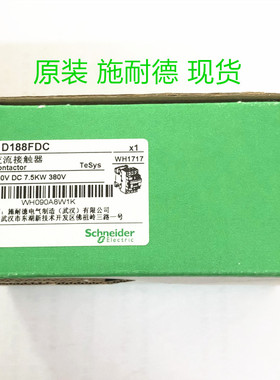 原装 施耐德 现货
D188FDC x1
交流接触器
Contactor TeSys WH1717
0V DC 7.5KW 380V
WH090A8W1K
施耐德电气制造（武汉）有限公司
武汉市东湖新技术开发区佛祖岭三路一号
Schneider
Electric